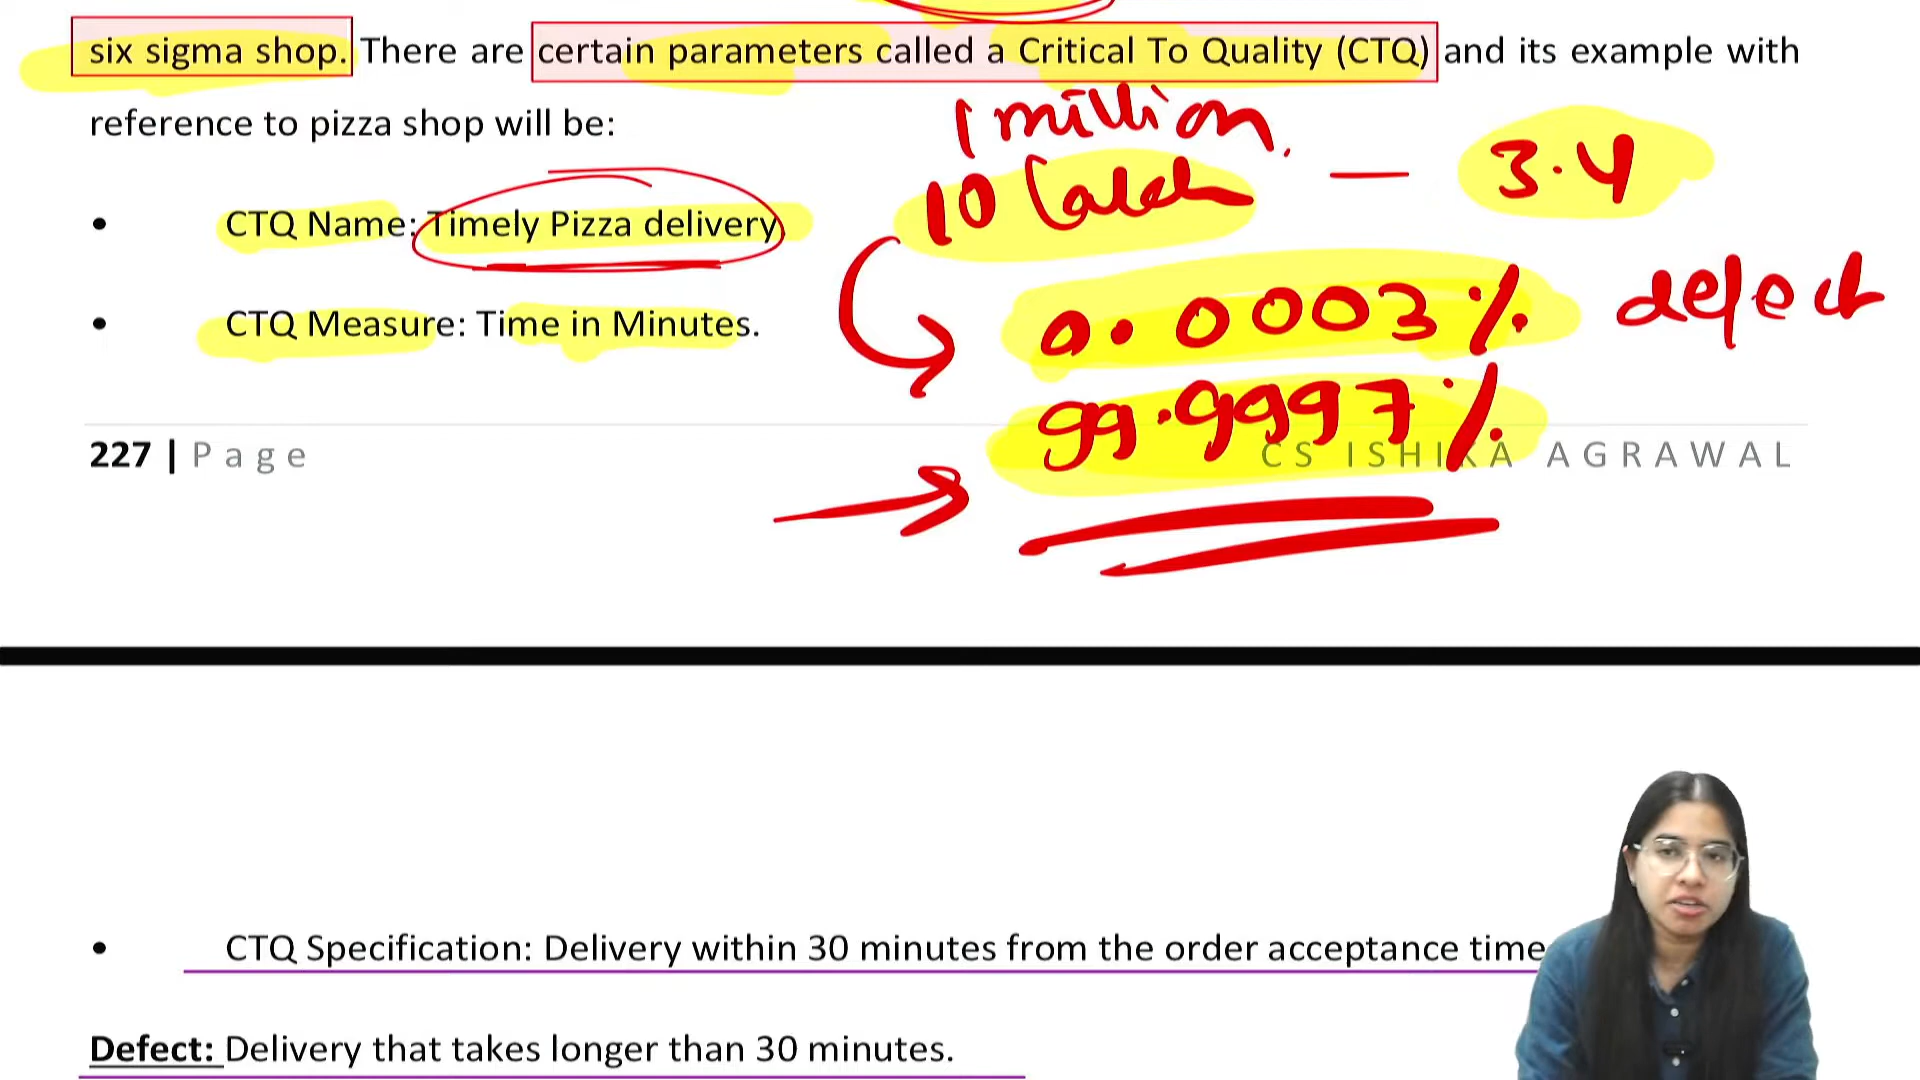 six sigma shop. There are certain parameters called a Critical To Quality (CTQ) and its example with
reference to pizza shop will be:
1 million.
10 Lakh — 3.4
• CTQ Name: Timely Pizza delivery
0.0003% defect
• CTQ Measure: Time in Minutes.
99.9997%
227 | Page CS ISHIKA AGRAWAL
• CTQ Specification: Delivery within 30 minutes from the order acceptance time
Defect: Delivery that takes longer than 30 minutes.